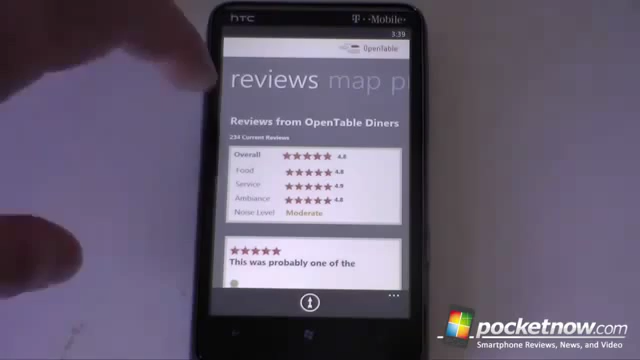 hTC
T··Mobile·
3:39
OpenTable
reviews map pr
Reviews from OpenTable Diners
234 Current Reviews
Overall 4.8
Food 4.8
Service 4.9
Ambiance 4.8
Noise Level Moderate
This was probably one of the
pocketnow.com
Smartphone Reviews, News, and Video